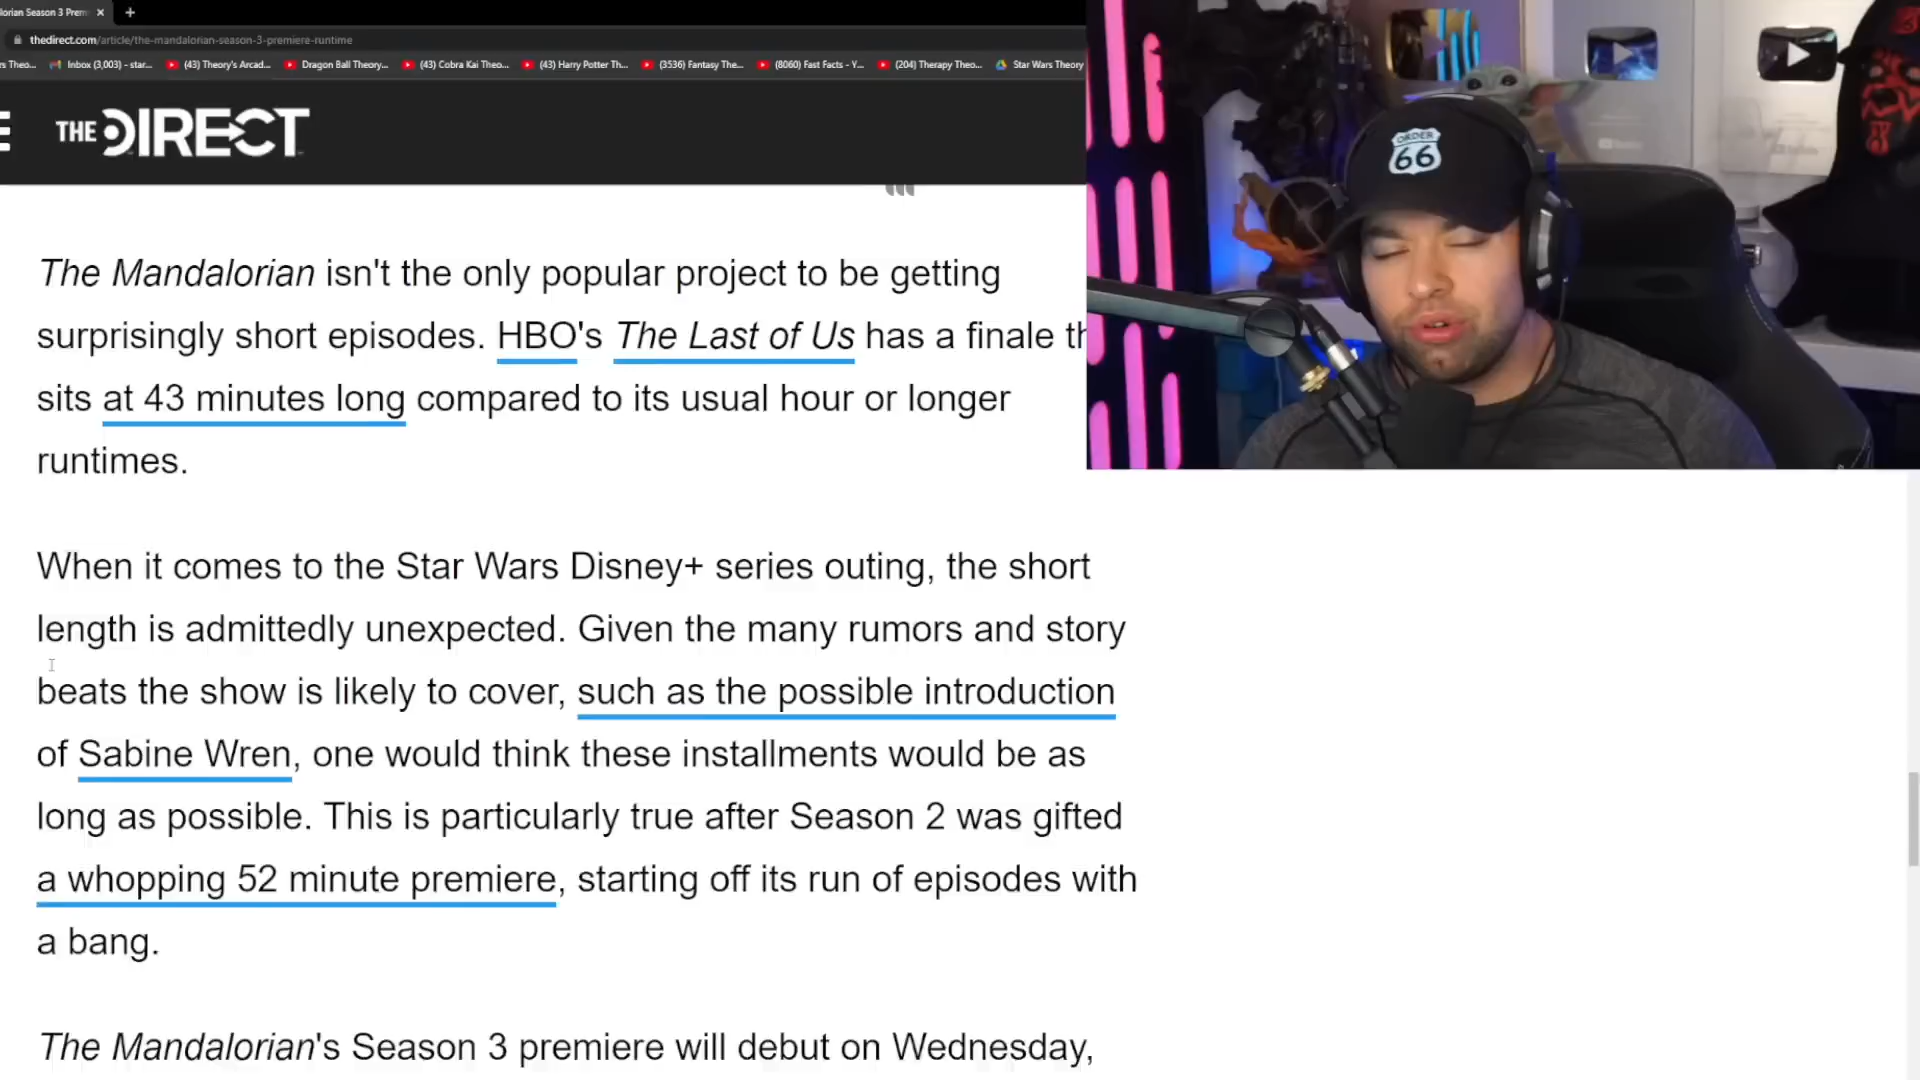 lorian Season 3 Prem
thedirect.com/article/the-mandalorian-season-3-premiere-runtime
rs Theo...
Inbox (3,003) - star...
(43) Theory's Arcad...
Dragon Ball Theory...
(43) Cobra Kai Theo...
(43) Harry Potter Th...
(3536) Fantasy The...
(8060) Fast Facts - Y...
(204) Therapy Theo...
Star Wars Theory
THE DIRECT
ORDER
66
The Mandalorian isn't the only popular project to be getting
surprisingly short episodes. HBO's The Last of Us has a finale th
sits at 43 minutes long compared to its usual hour or longer
runtimes.
When it comes to the Star Wars Disney+ series outing, the short
length is admittedly unexpected. Given the many rumors and story
beats the show is likely to cover, such as the possible introduction
of Sabine Wren, one would think these installments would be as
long as possible. This is particularly true after Season 2 was gifted
a whopping 52 minute premiere, starting off its run of episodes with
a bang.
The Mandalorian's Season 3 premiere will debut on Wednesday,